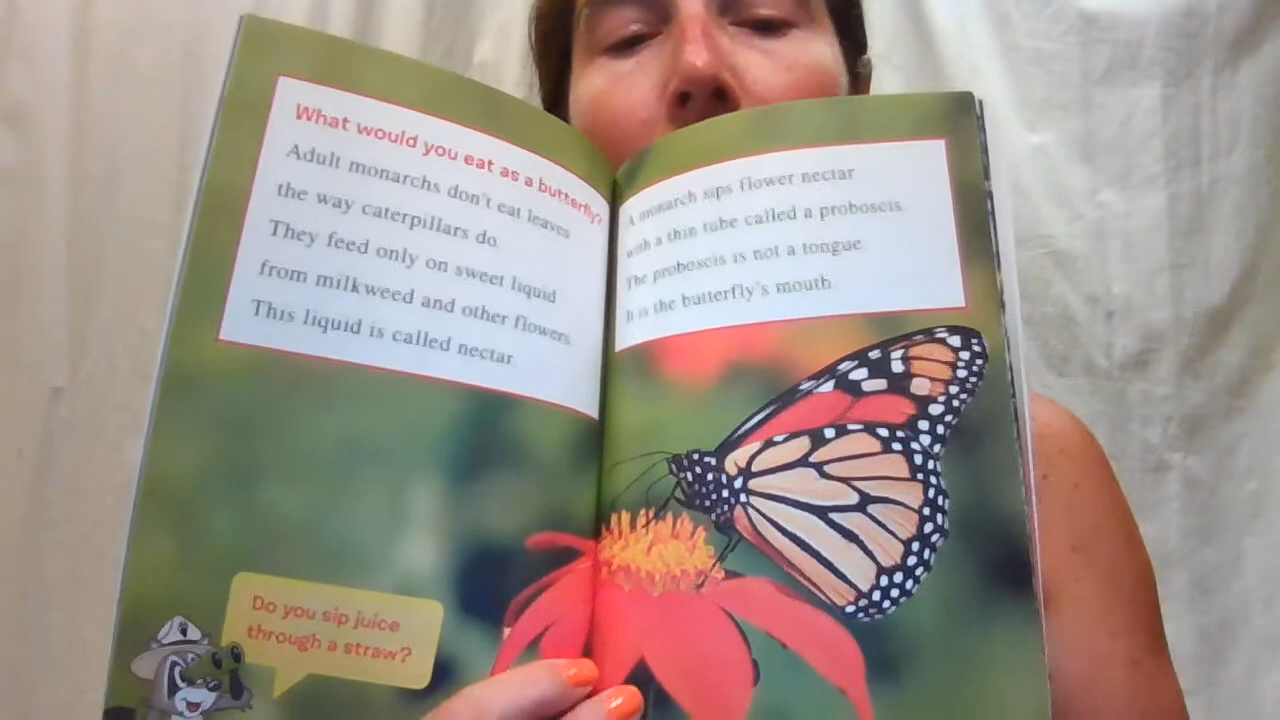 What would you eat as a butterfly?
Adult monarchs don't eat leaves
the way caterpillars do.
They feed only on sweet liquid
from milkweed and other flowers.
This liquid is called nectar.
Do you sip juice
through a straw?
A monarch sips flower nectar
with a thin tube called a proboscis.
The proboscis is not a tongue.
It is the butterfly's mouth.